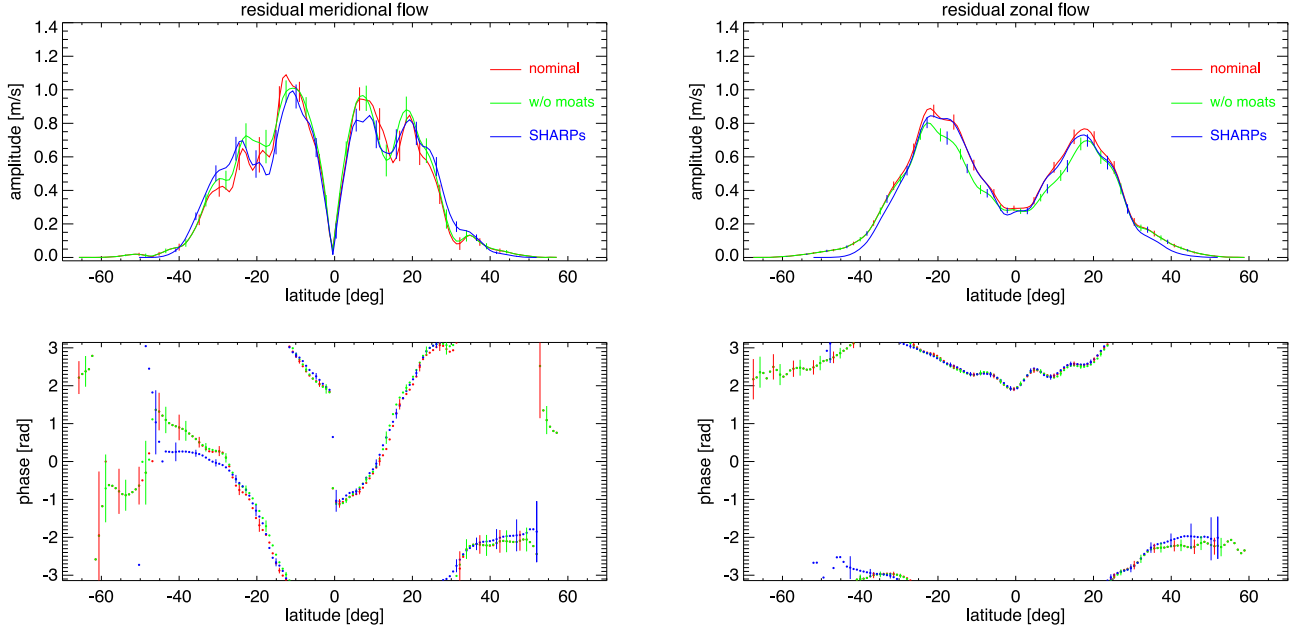 residual meridional flow
1.4
1.2
1.0
0.8
0.6
0.4
0.2
0.0
amplitude [m/s]
nominal
w/o moats
SHARPs
-60 -40 -20 0 20 40 60
latitude [deg]
residual zonal flow
1.4
1.2
1.0
0.8
0.6
0.4
0.2
0.0
amplitude [m/s]
nominal
w/o moats
SHARPs
-60 -40 -20 0 20 40 60
latitude [deg]
3
2
1
0
-1
-2
-3
phase [rad]
-60 -40 -20 0 20 40 60
latitude [deg]
3
2
1
0
-1
-2
-3
phase [rad]
-60 -40 -20 0 20 40 60
latitude [deg]